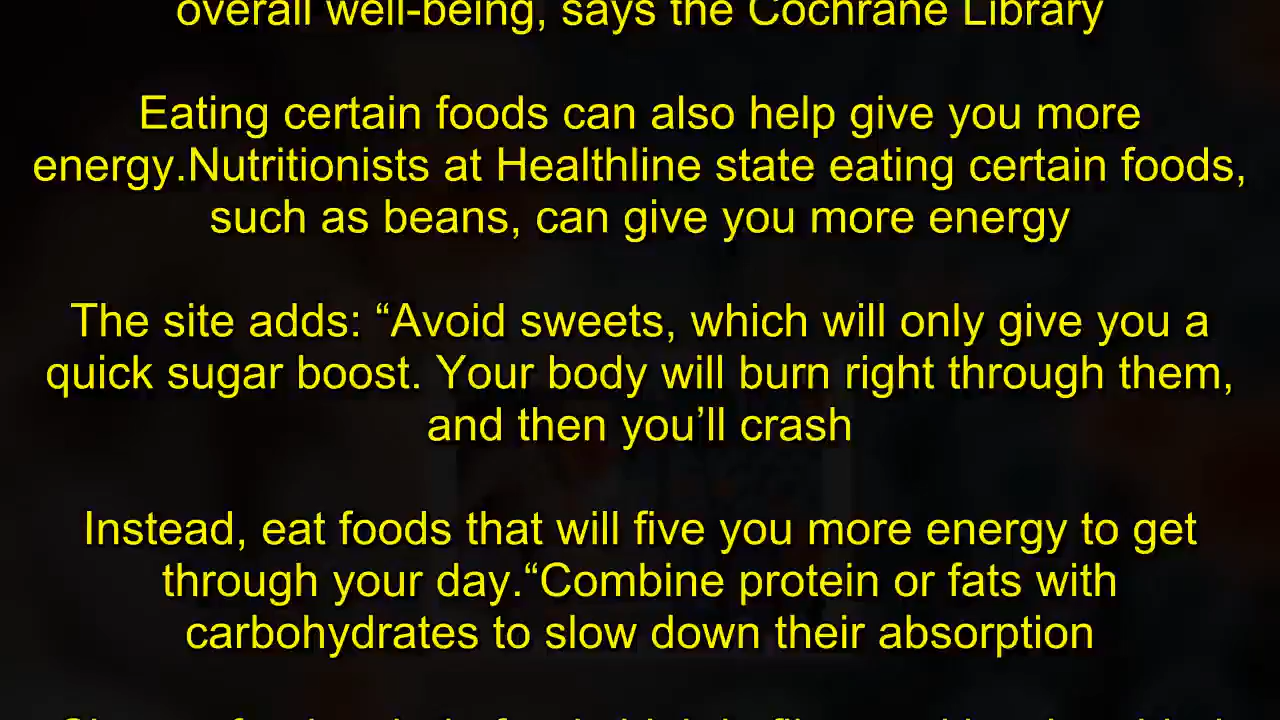 overall well-being, says the Cochrane Library
Eating certain foods can also help give you more
energy.Nutritionists at Healthline state eating certain foods,
such as beans, can give you more energy
The site adds: “Avoid sweets, which will only give you a
quick sugar boost. Your body will burn right through them,
and then you’ll crash
Instead, eat foods that will five you more energy to get
through your day.“Combine protein or fats with
carbohydrates to slow down their absorption